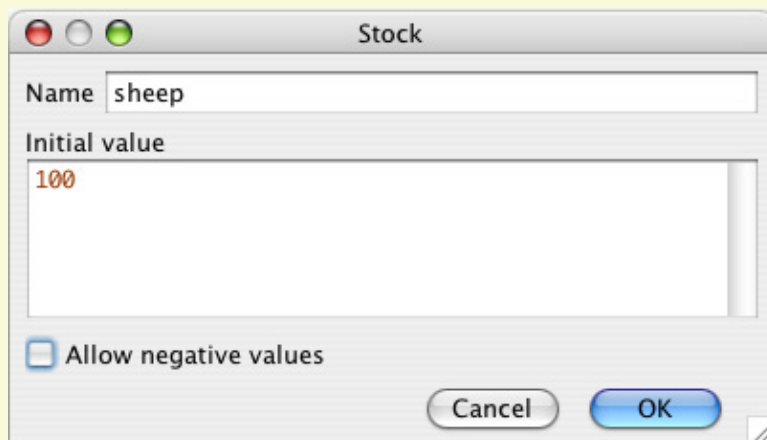 Stock
Name sheep
Initial value
100
Allow negative values
Cancel OK